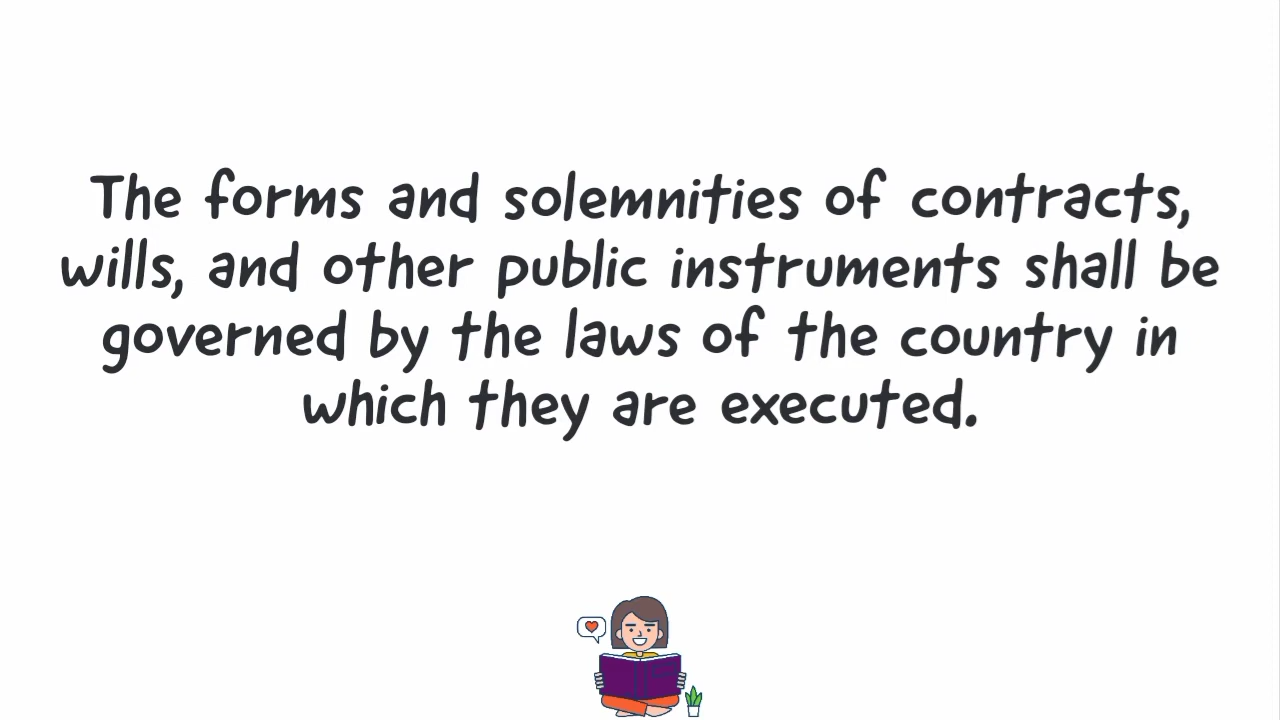 The forms and solemnities of contracts,
wills, and other public instruments shall be
governed by the laws of the country in
which they are executed.